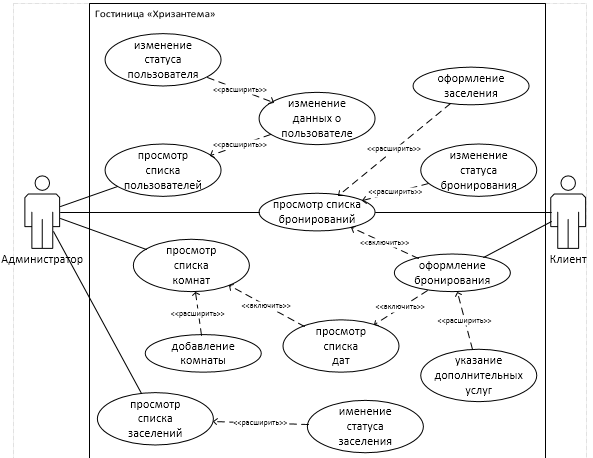 Гостиница «Хризантема»
изменение
статуса
пользователя
<<расширить>>
оформление
заселения
изменение
данных о
пользователе
<<расширить>>
<<расширить>>
просмотр
списка
пользователей
изменение
статуса
бронирования
<<расширить>>
просмотр списка
бронирований
Администратор
Клиент
<<включить>>
просмотр
списка
комнат
оформление
бронирования
<<включить>>
<<включить>>
<<расширить>>
<<расширить>>
добавление
комнаты
просмотр
списка
дат
указание
дополнительных
услуг
просмотр
списка
заселений
<<расширить>>
именение
статуса
заселения